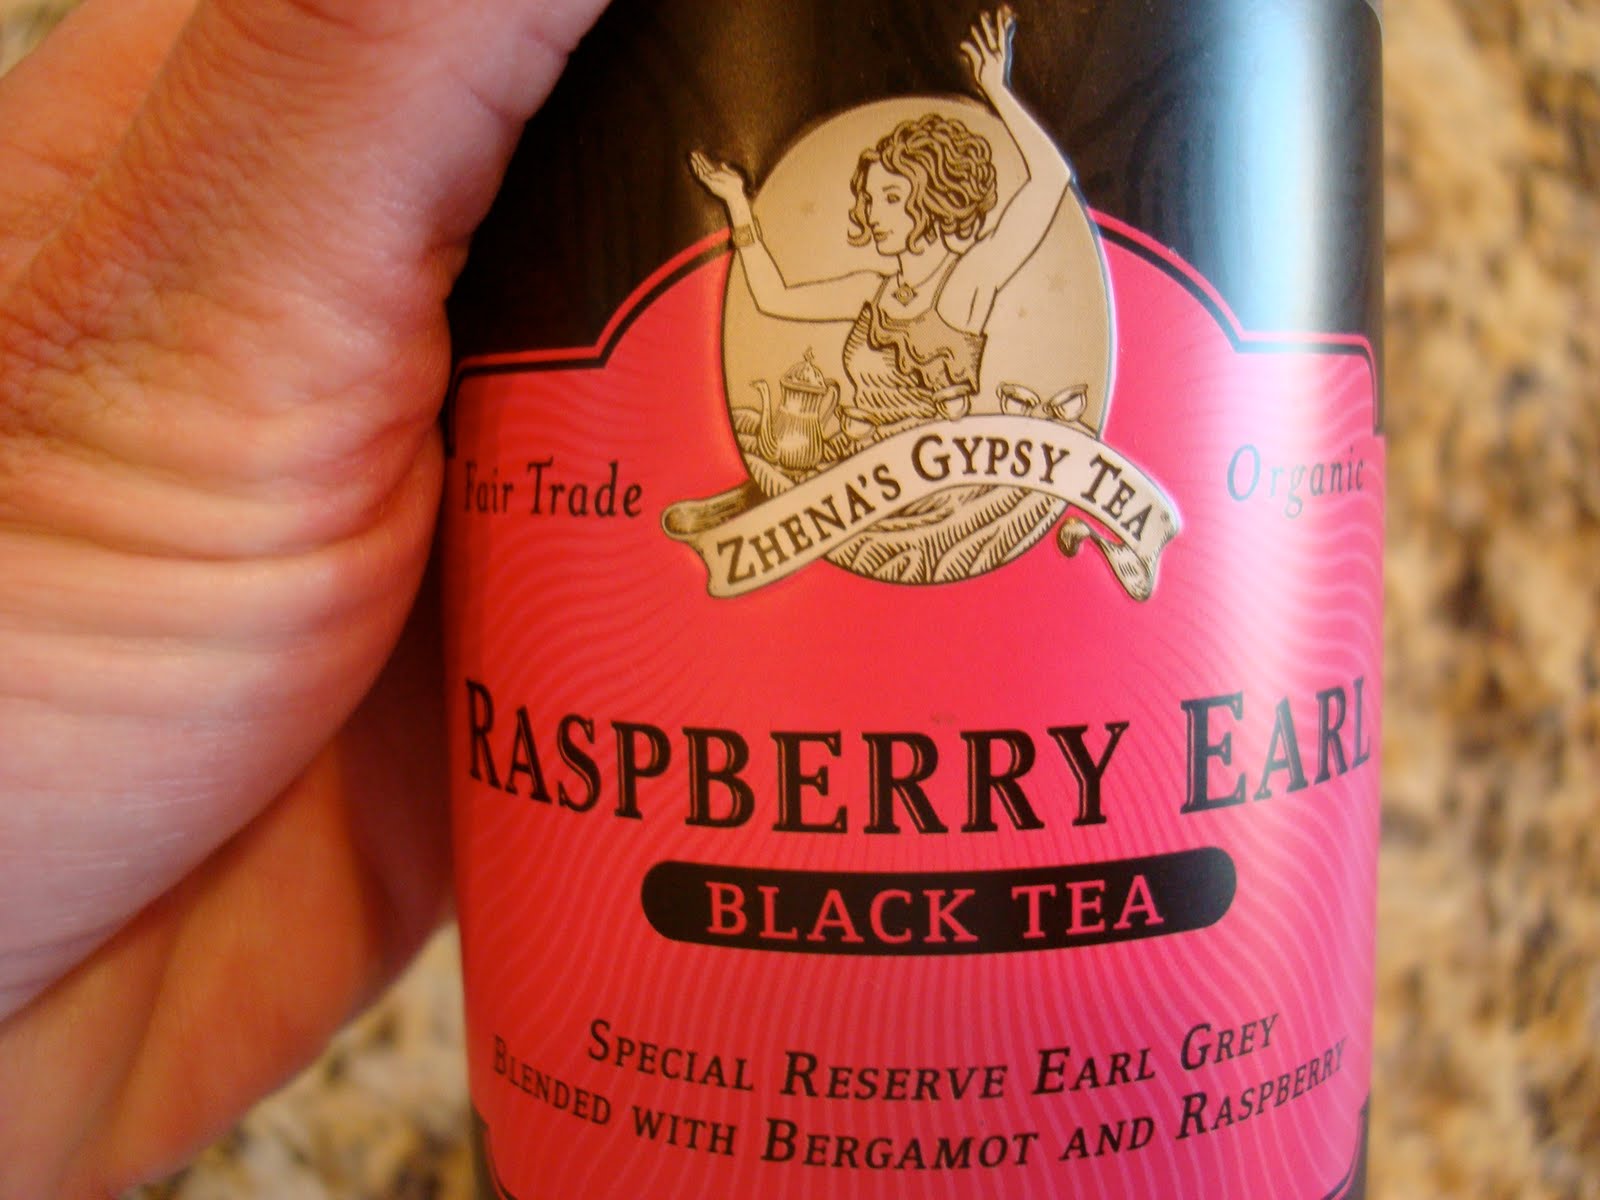 Zhena's Gypsy Tea
Fair Trade
Organic
Raspberry Earl
BLACK TEA
Special Reserve Earl Grey
Blended with Bergamot and Raspberry